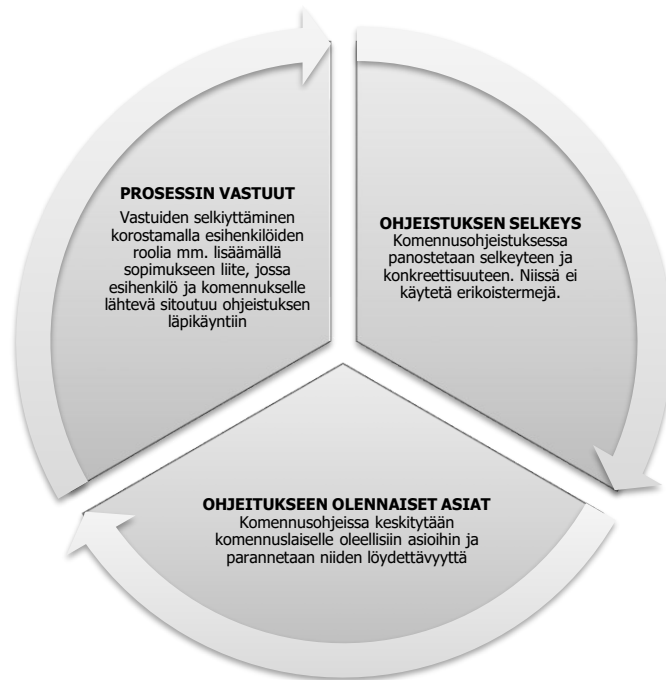 PROSESSIN VASTUUT
Vastuiden selkiyttäminen
korostamalla esihenkilöiden
roolia mm. lisäämällä
sopimukseen liite, jossa
esihenkilö ja komennukselle
lähtevä sitoutuu ohjeistuksen
läpikäyntiin
OHJEISTUKSEN SELKEYS
Komennusohjeistuksessa
panostetaan selkeyteen ja
konkreettisuuteen. Niissä ei
käytetä erikoistermejä.
OHJEITUKSEEN OLENNAISET ASIAT
Komennusohjeissa keskitytään
komennuslaiselle oleellisiin asioihin ja
parannetaan niiden löydettävyyttä